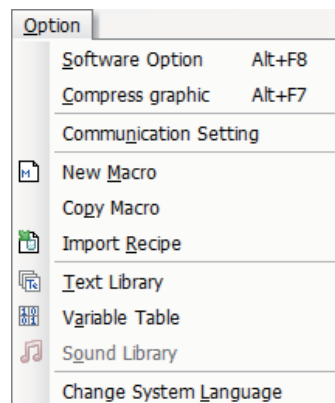 Option
Software Option Alt+F8
Compress graphic Alt+F7
Communication Setting
New Macro
Copy Macro
Import Recipe
Text Library
Variable Table
Sound Library
Change System Language